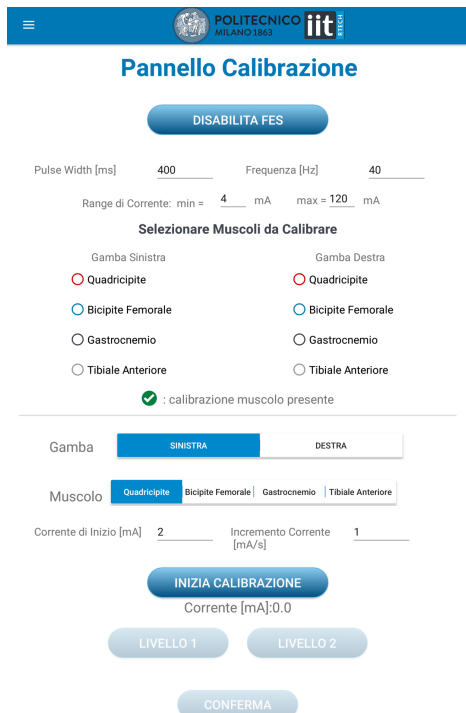 POLITECNICO
MILANO 1863
iit
RTECH
Pannello Calibrazione
DISABILITA FES
Pulse Width [ms] 400 Frequenza [Hz] 40
Range di Corrente: min = 4 mA max = 120 mA
Selezionare Muscoli da Calibrare
Gamba Sinistra Gamba Destra
Quadricipite Quadricipite
Bicipite Femorale Bicipite Femorale
Gastrocnemio Gastrocnemio
Tibiale Anteriore Tibiale Anteriore
: calibrazione muscolo presente
Gamba SINISTRA DESTRA
Muscolo Quadricipite Bicipite Femorale Gastrocnemio Tibiale Anteriore
Corrente di Inizio [mA] 2 Incremento Corrente 1
[mA/s]
INIZIA CALIBRAZIONE
Corrente [mA]:0.0
LIVELLO 1 LIVELLO 2
CONFERMA